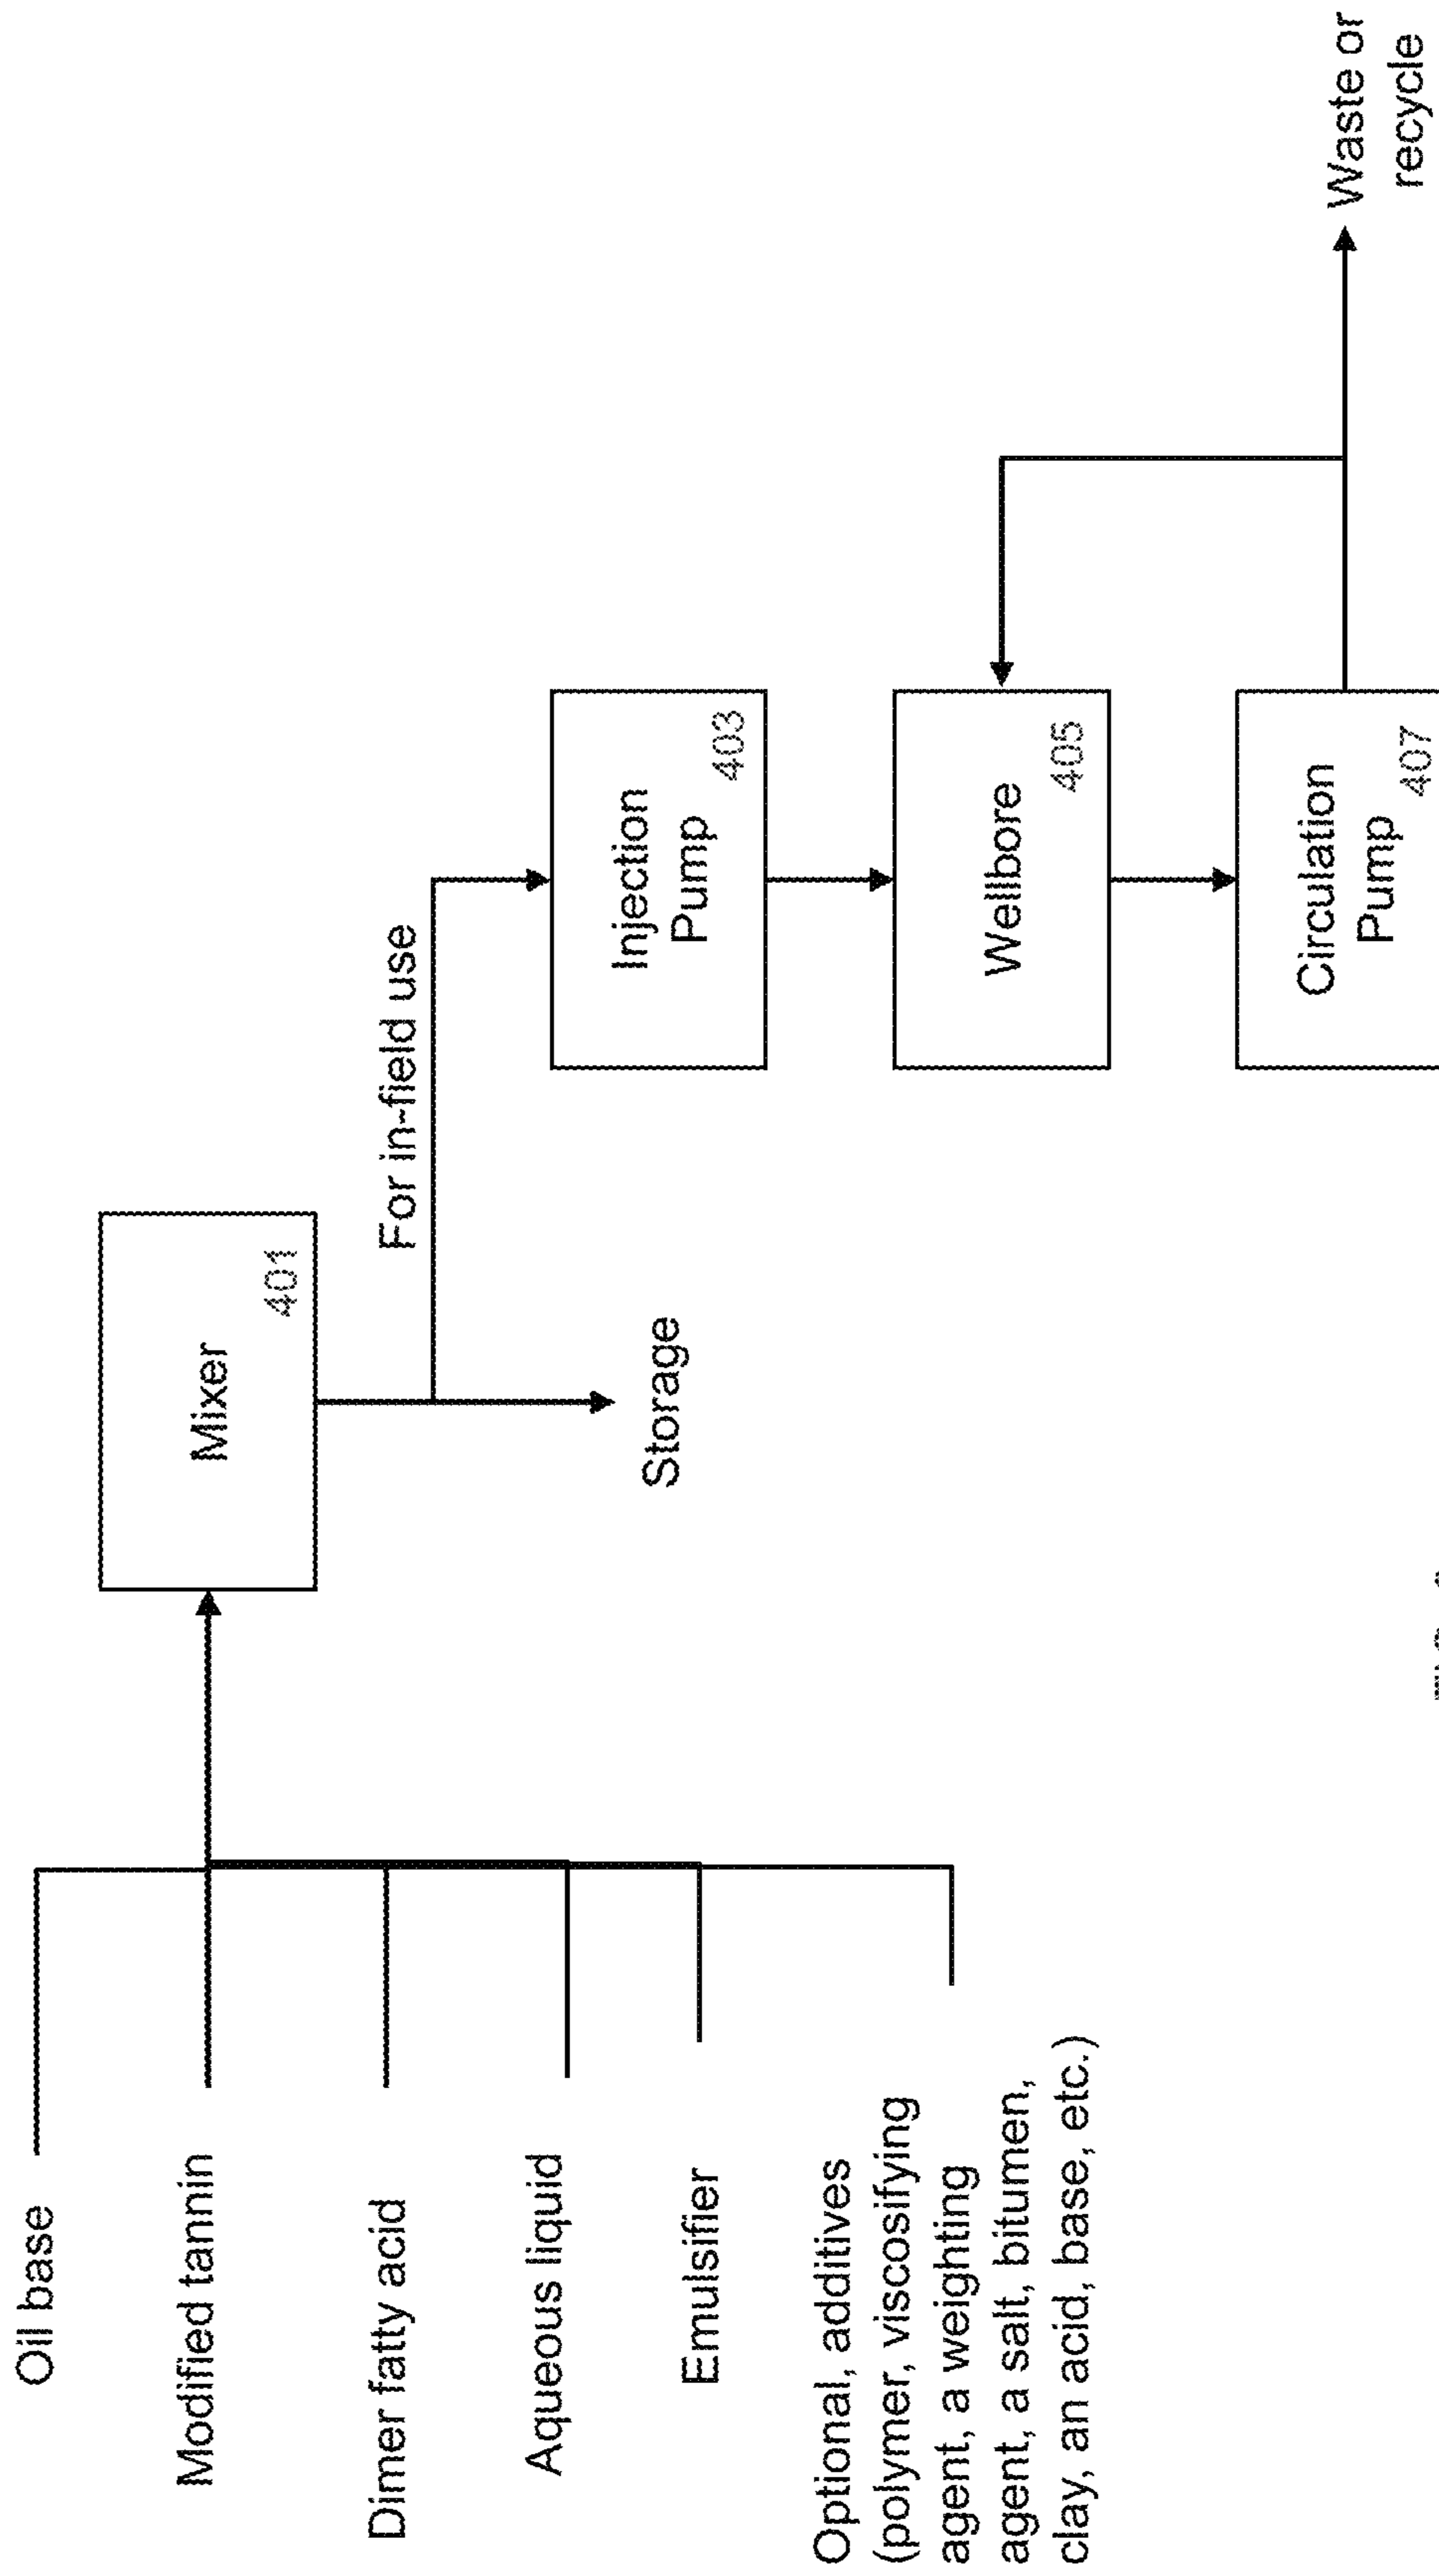 Oil base
Modified tannin
Dimer fatty acid
Aqueous liquid
Emulsifier
Optional, additives
(polymer, viscosifying
agent, a weighting
agent, a salt, bitumen,
clay, an acid, base, etc.)
Mixer
401
Storage
For in-field use
Injection
Pump
403
Wellbore
405
Circulation
Pump
407
Waste or
recycle